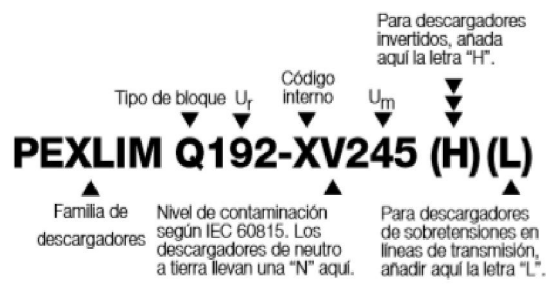 Para descargadores
invertidos, añada
aquí la letra “H”.
Código
interno
Tipo de bloque Ur Um
PEXLIM Q192-XV245 (H)(L)
Familia de
descargadores
Nivel de contaminación
según IEC 60815. Los
descargadores de neutro
a tierra llevan una “N” aquí.
Para descargadores
de sobretensiones en
líneas de transmisión,
añadir aquí la letra “L”.